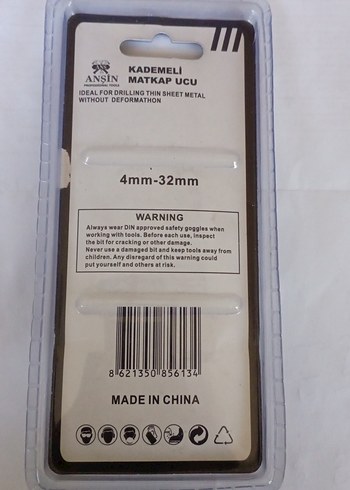 ANŞİN
PROFESSIONAL TOOLS
KADEMELİ
MATKAP UCU
IDEAL FOR DRILLING THIN SHEET METAL
WITHOUT DEFORMATHON
4mm-32mm
WARNING
Always wear DIN approved safety goggles when
working with tools. Before each use, inspect
the bit for cracking or other damage.
Never use a damaged bit and keep tools away from
children. Any disregard of this warning could
put yourself and others at risk.
8 621350 856134
MADE IN CHINA